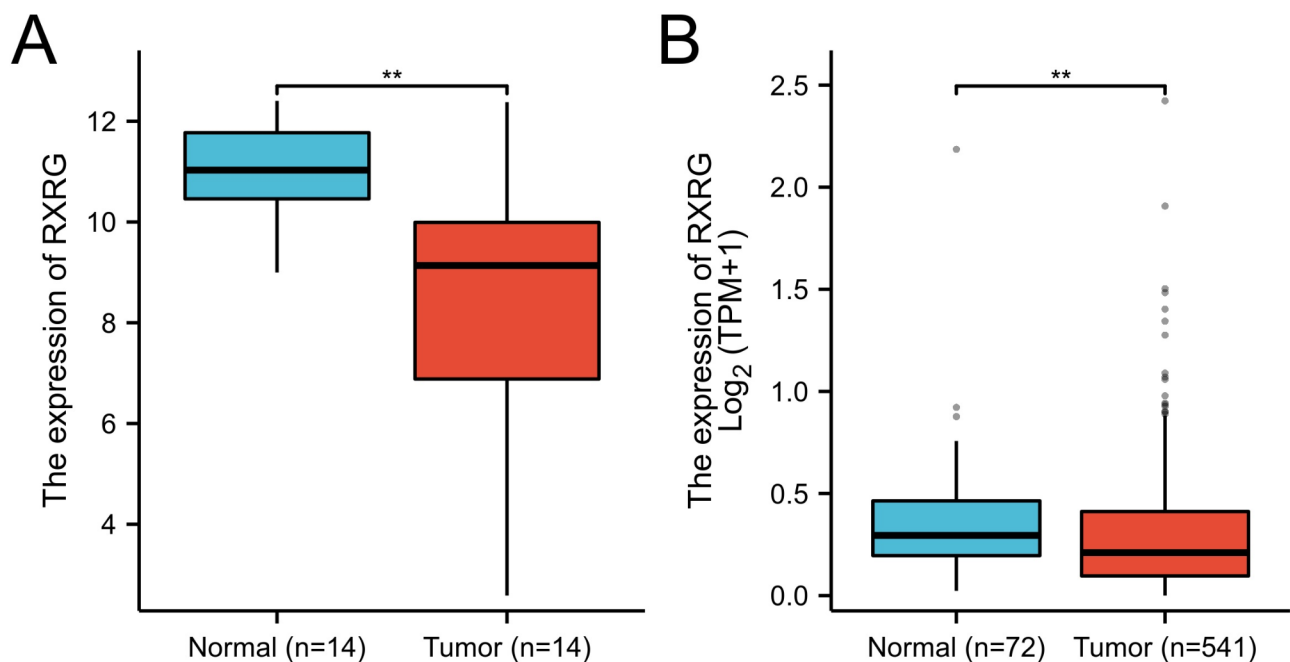 A
The expression of RXRG
12
10
8
6
4
**
Normal (n=14)
Tumor (n=14)
B
The expression of RXRG
Log₂ (TPM+1)
2.5
2.0
1.5
1.0
0.5
0.0
**
Normal (n=72)
Tumor (n=541)